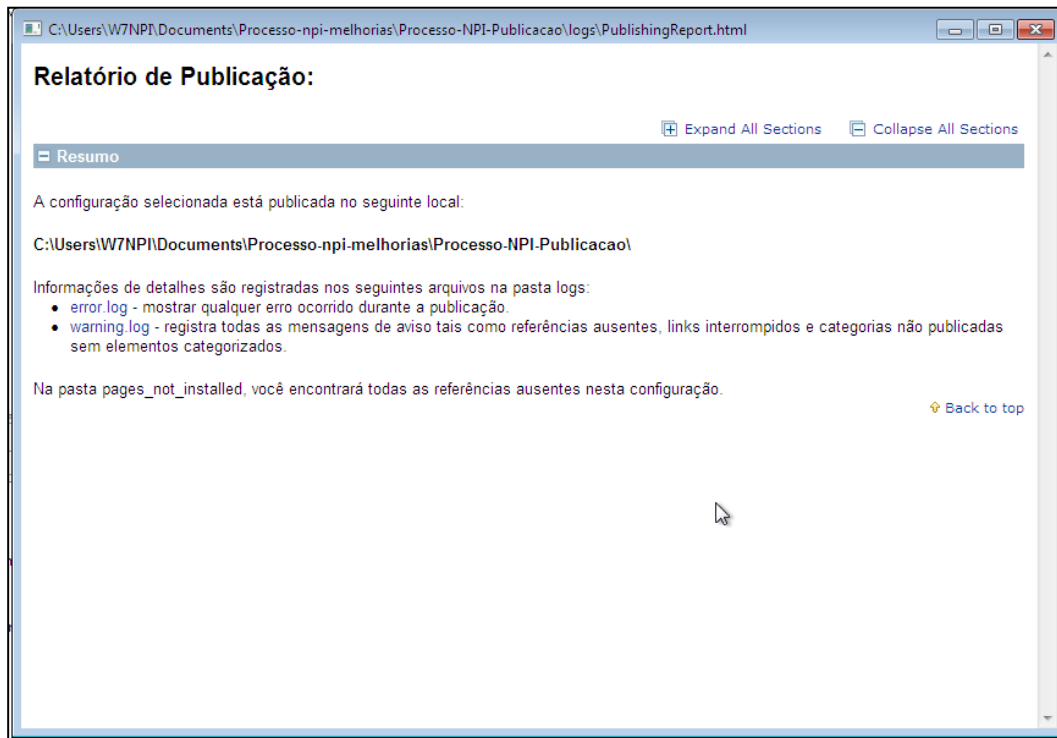 C:\Users\W7NPI\Documents\Processo-npi-melhorias\Processo-NPI-Publicacao\logs\PublishingReport.html
Relatório de Publicação:
Expand All Sections Collapse All Sections
Resumo
A configuração selecionada está publicada no seguinte local:
C:\Users\W7NPI\Documents\Processo-npi-melhorias\Processo-NPI-Publicacao\
Informações de detalhes são registradas nos seguintes arquivos na pasta logs:
• error.log - mostrar qualquer erro ocorrido durante a publicação.
• warning.log - registra todas as mensagens de aviso tais como referências ausentes, links interrompidos e categorias não publicadas
sem elementos categorizados.
Na pasta pages_not_installed, você encontrará todas as referências ausentes nesta configuração.
Back to top